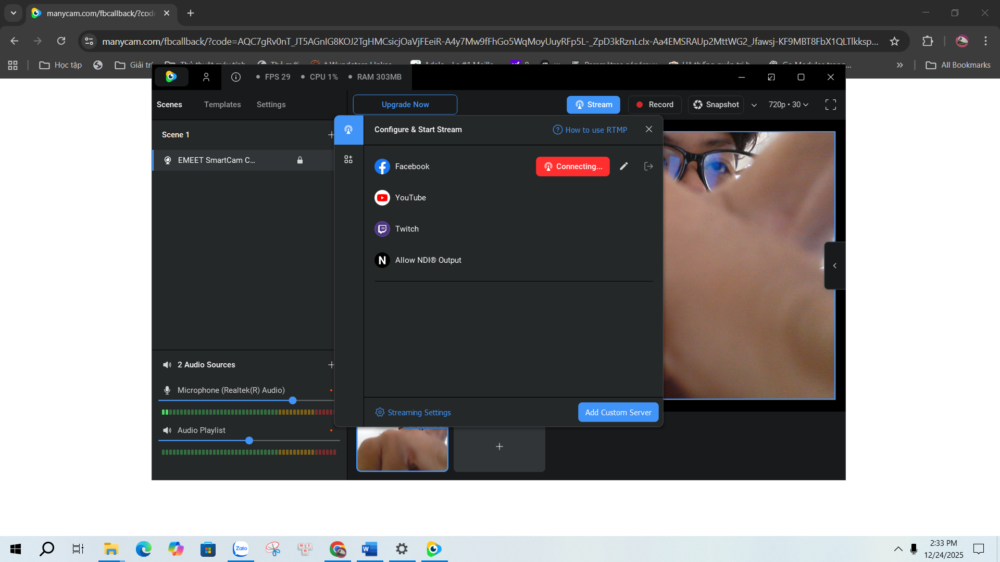 manycam.com/fbcallback/?cod
manycam.com/fbcallback/?code=AQC7gRv0nT_JT5AGnlG8KOJ2TgHMCsicjOaVjFEeiR-A4y7Mw9fFhGo5WqMoyUuyRFp5L-_ZpD3kRznLclx-Aa4EMSRAUp2MttWG2_Jfawsj-KF9MBT8FbX1QLTlkksp...
Học tập
Giải trí
All Bookmarks
FPS 29
CPU 1%
RAM 303MB
Scenes
Templates
Settings
Upgrade Now
Stream
Record
Snapshot
720p • 30
Scene 1
EMEET SmartCam C...
Configure & Start Stream
How to use RTMP
Facebook
Connecting...
YouTube
Twitch
N
Allow NDI® Output
2 Audio Sources
Microphone (Realtek(R) Audio)
Audio Playlist
Streaming Settings
Add Custom Server
Zalo
W
2:33 PM
12/24/2025